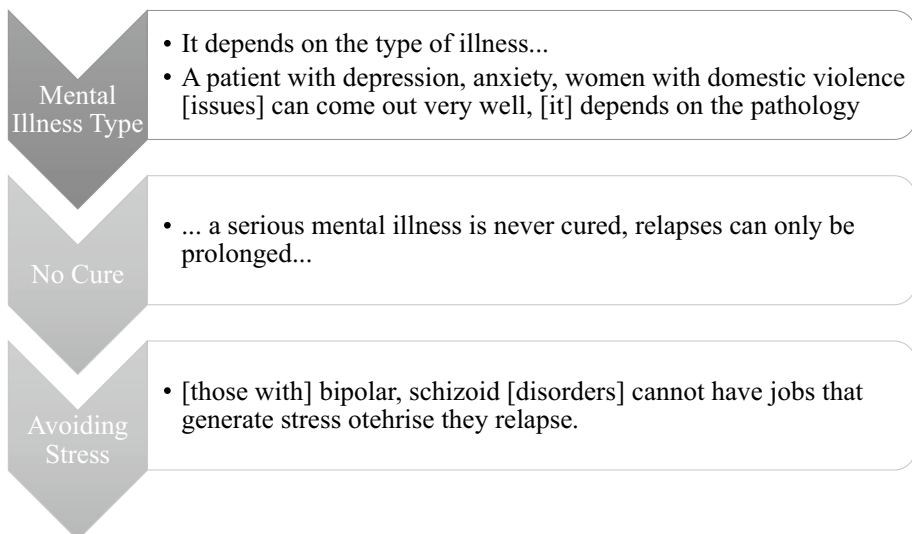 Mental
Illness Type
• It depends on the type of illness...
• A patient with depression, anxiety, women with domestic violence
[issues] can come out very well, [it] depends on the pathology
No Cure
• ... a serious mental illness is never cured, relapses can only be
prolonged...
Avoiding
Stress
• [those with] bipolar, schizoid [disorders] cannot have jobs that
generate stress otehrise they relapse.